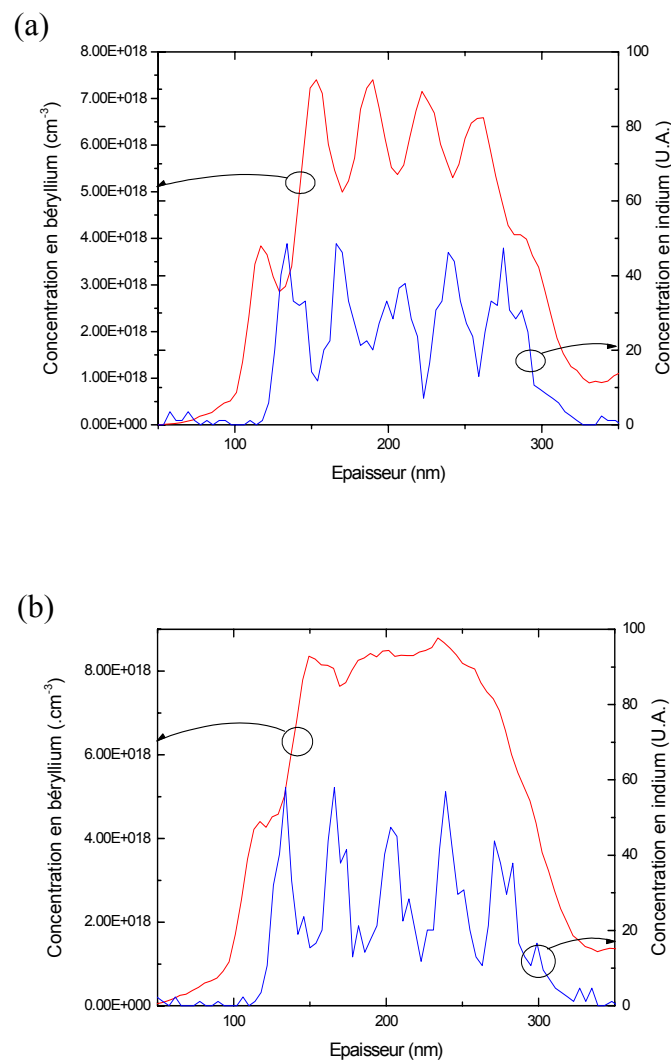 (a)
8.00E+018
7.00E+018
6.00E+018
5.00E+018
4.00E+018
3.00E+018
2.00E+018
1.00E+018
0.00E+000
Concentration en béryllium (cm-3)
100
80
60
40
20
0
Concentration en indium (U.A.)
100
200
300
Epaisseur (nm)
(b)
8.00E+018
6.00E+018
4.00E+018
2.00E+018
0.00E+000
Concentration en béryllium (.cm-3)
100
80
60
40
20
0
Concentration en indium (U.A.)
100
200
300
Epaisseur (nm)